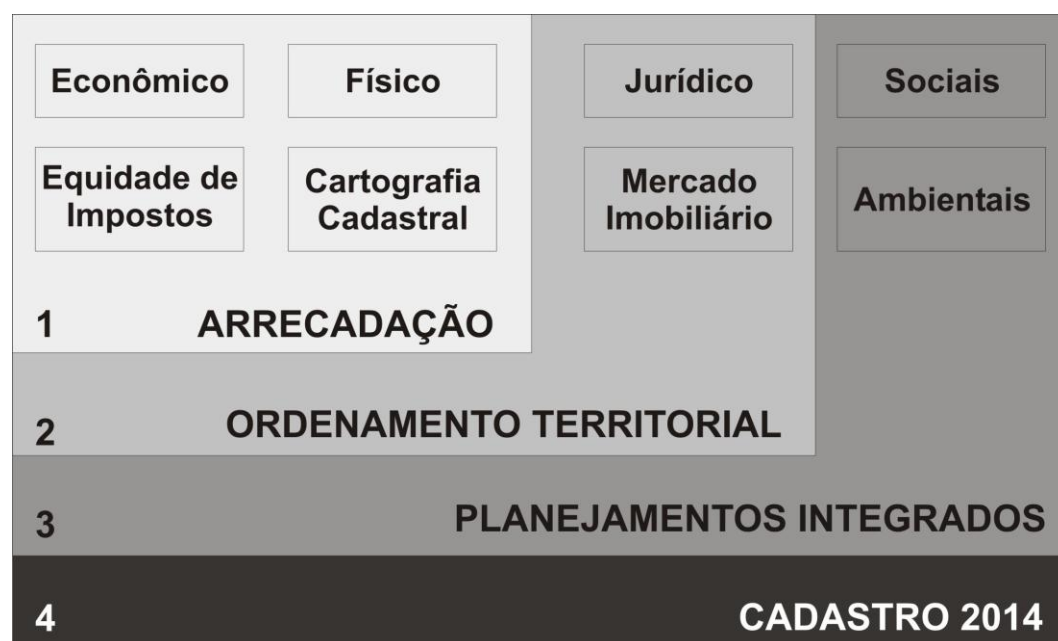 Econômico
Físico
Jurídico
Sociais
Equidade de
Impostos
Cartografia
Cadastral
Mercado
Imobiliário
Ambientais
1 ARRECADAÇÃO
2 ORDENAMENTO TERRITORIAL
3 PLANEJAMENTOS INTEGRADOS
4 CADASTRO 2014